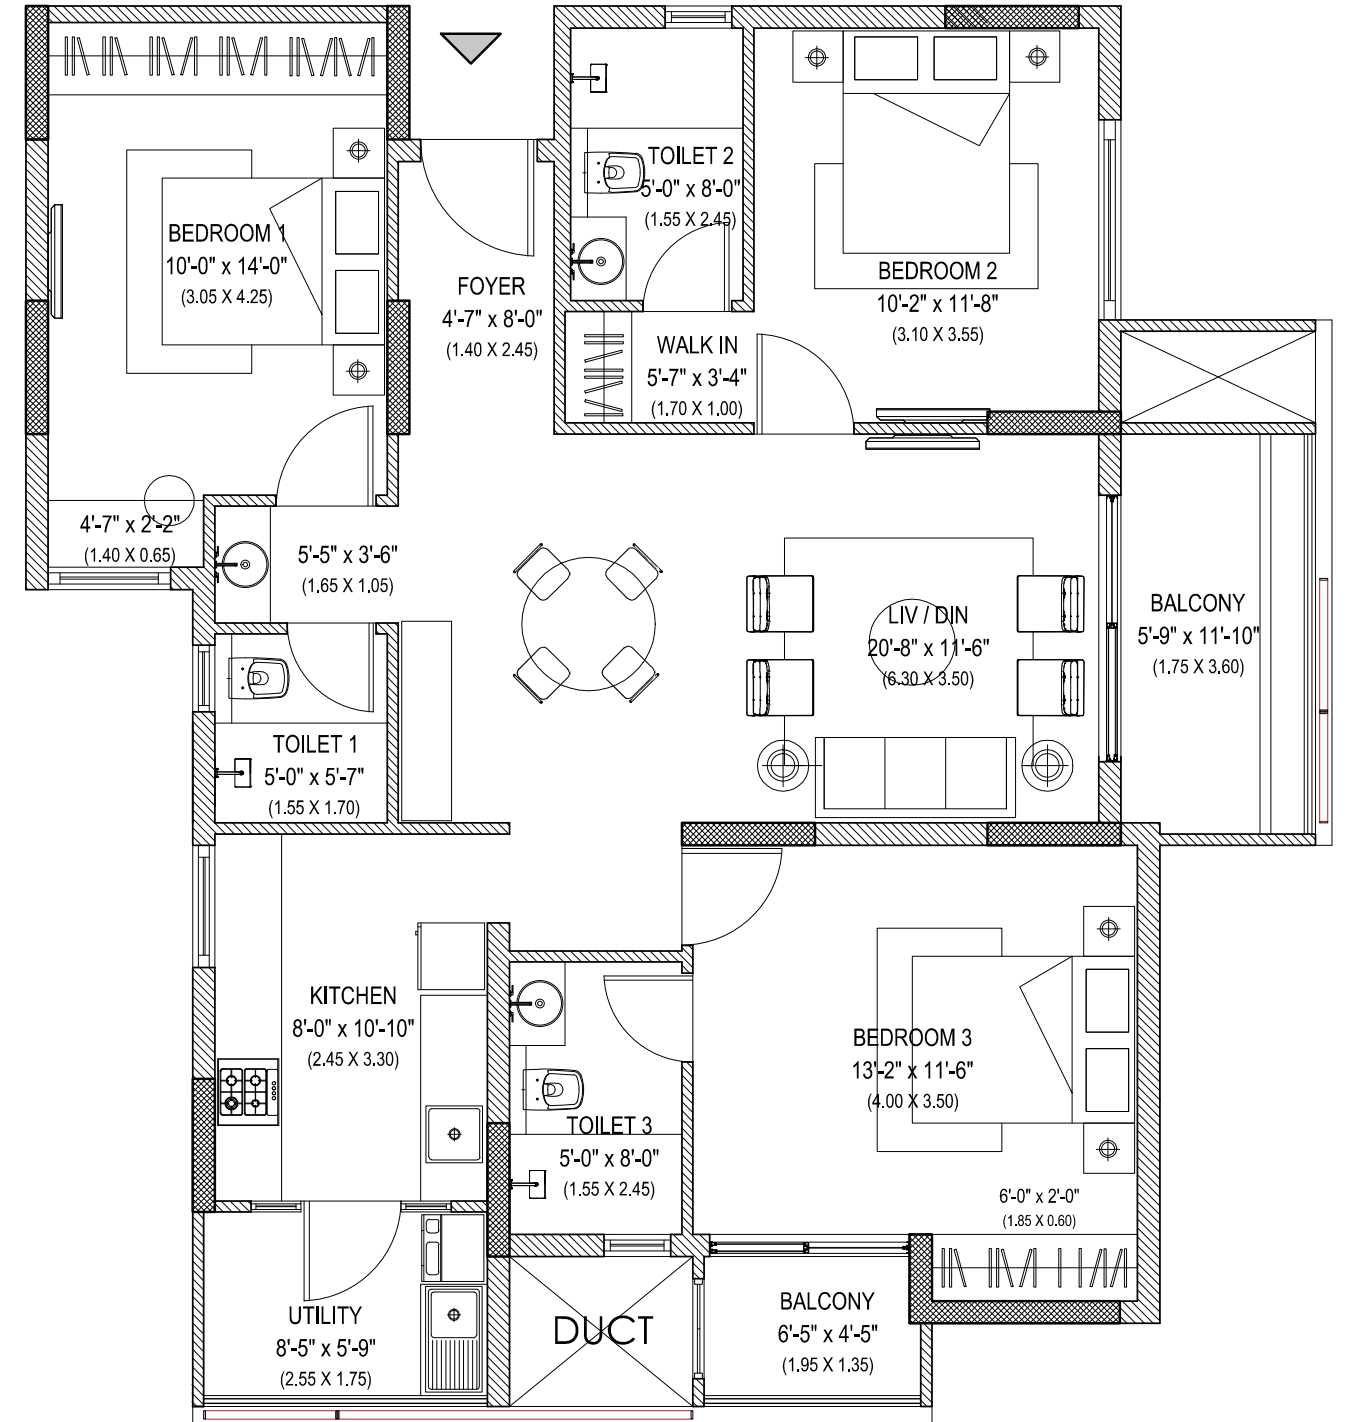 TOILET 2
5'-0" x 8'-0"
(1.55 X 2.45)
BEDROOM 1
10'-0" x 14'-0"
(3.05 X 4.25)
FOYER
4'-7" x 8'-0"
(1.40 X 2.45)
BEDROOM 2
10'-2" x 11'-8"
(3.10 X 3.55)
WALK IN
5'-7" x 3'-4"
(1.70 X 1.00)
4'-7" x 2'-2"
(1.40 X 0.65)
5'-5" x 3'-6"
(1.65 X 1.05)
LIV / DIN
20'-8" x 11'-6"
(6.30 X 3.50)
BALCONY
5'-9" x 11'-10"
(1.75 X 3.60)
TOILET 1
5'-0" x 5'-7"
(1.55 X 1.70)
KITCHEN
8'-0" x 10'-10"
(2.45 X 3.30)
BEDROOM 3
13'-2" x 11'-6"
(4.00 X 3.50)
TOILET 3
5'-0" x 8'-0"
(1.55 X 2.45)
6'-0" x 2'-0"
(1.85 X 0.60)
UTILITY
8'-5" x 5'-9"
(2.55 X 1.75)
DUCT
BALCONY
6'-5" x 4'-5"
(1.95 X 1.35)